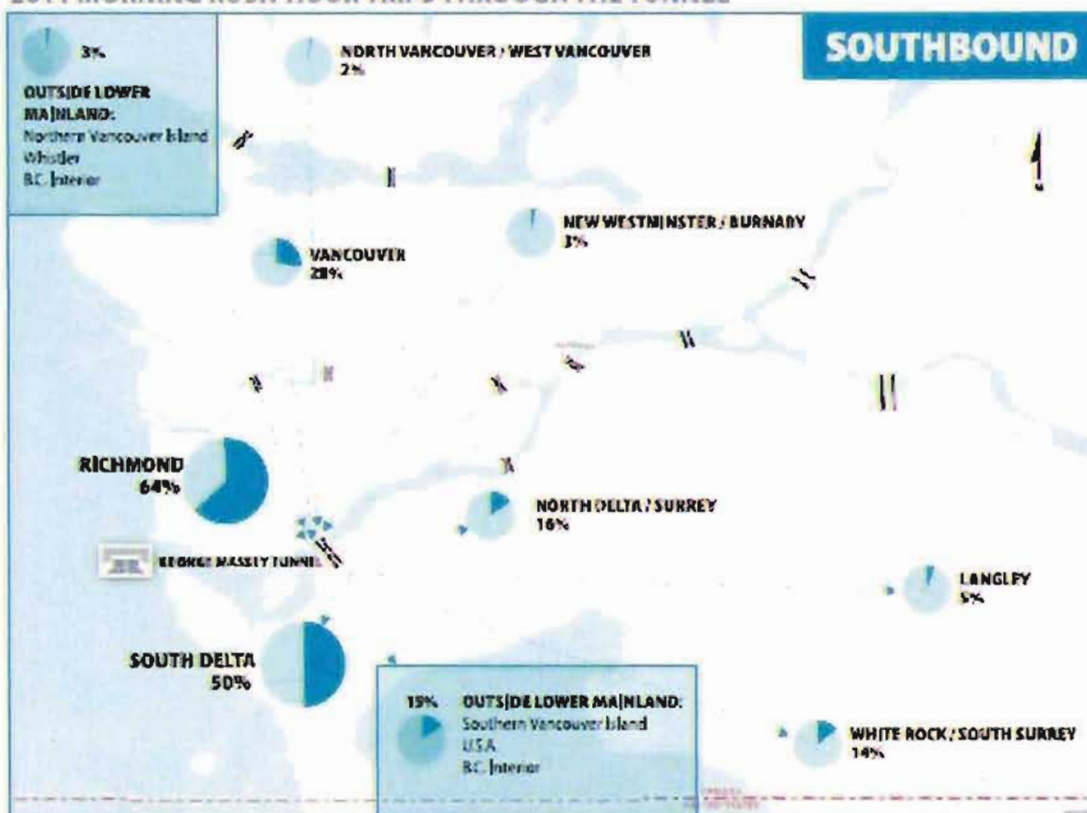 SOUTHBOUND
3%
OUTSIDE LOWER
MAINLAND:
Northern Vancouver Island
Whistler
B.C. Interior
NORTH VANCOUVER / WEST VANCOUVER
2%
NEW WESTMINSTER / BURNABY
3%
VANCOUVER
28%
RICHMOND
64%
NORTH DELTA / SURREY
16%
GEORGE MASSEY TUNNEL
LANGLEY
5%
SOUTH DELTA
50%
15% OUTSIDE LOWER MAINLAND:
Southern Vancouver Island
U.S.A
B.C. Interior
WHITE ROCK / SOUTH SURREY
14%